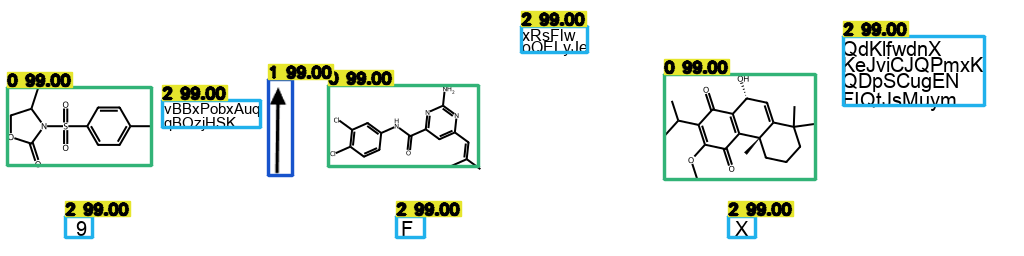 2 99.00
xRsFlw
2 99.00
QdKlfwdnX
KeJviCJQPmxK
QDpSCugEN
0 99.00
2 99.00
vBBxPobxAuq
1 99.00
0 99.00
0 99.00
O
N
S
O
O
O
Cl
Cl
H
N
O
N
N
NH2
OH
O
O
O
2 99.00
9
2 99.00
F
2 99.00
X